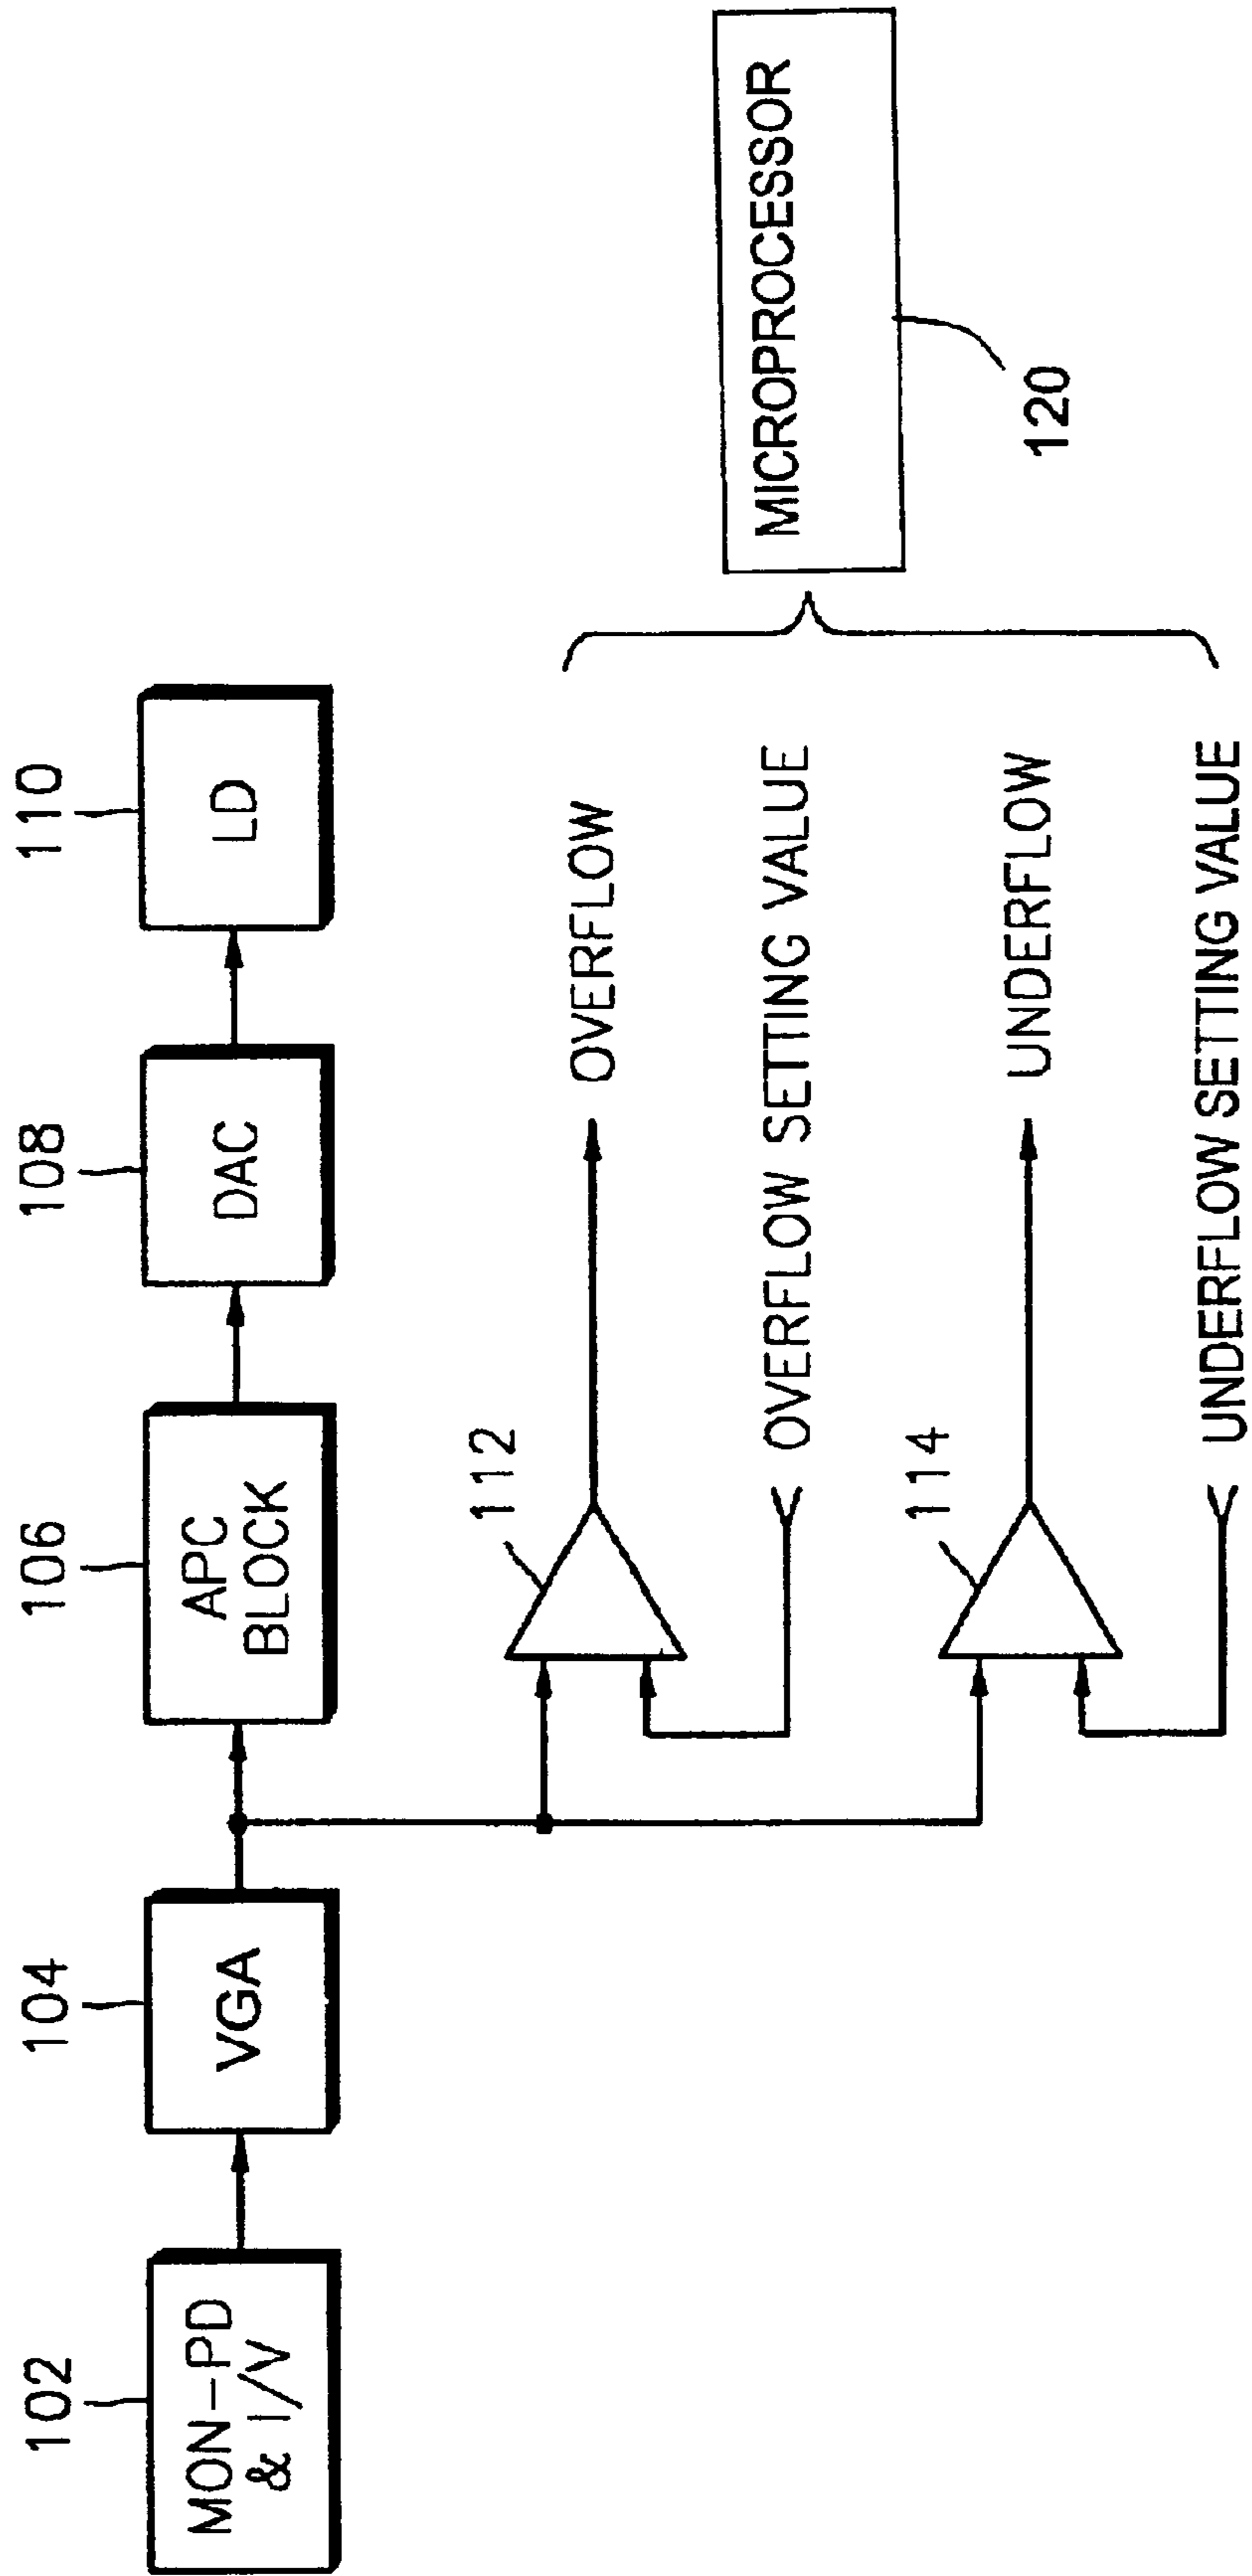 102
104
106
108
110
MON-PD
& I/V
VGA
APC
BLOCK
DAC
LD
112
OVERFLOW
OVERFLOW SETTING VALUE
114
UNDERFLOW
UNDERFLOW SETTING VALUE
MICROPROCESSOR
120